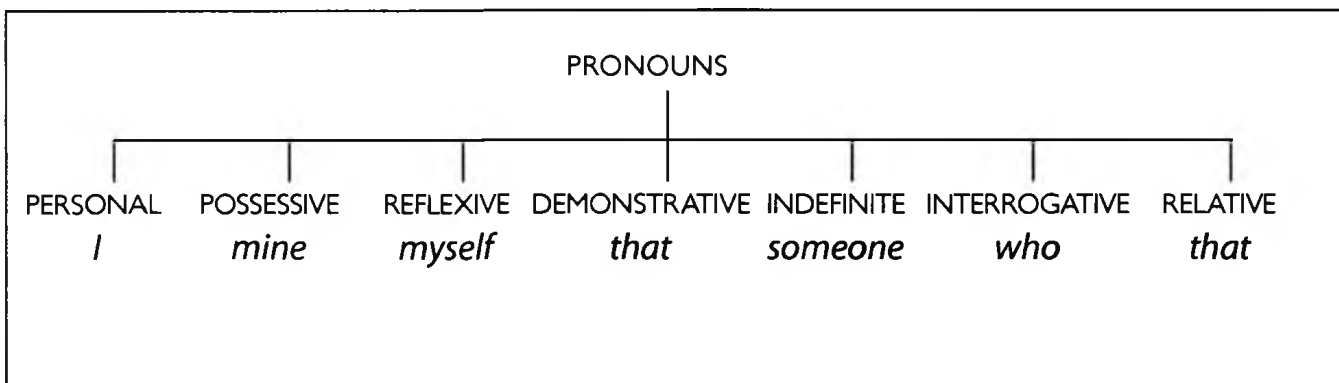 PRONOUNS
PERSONAL POSSESSIVE REFLEXIVE DEMONSTRATIVE INDEFINITE INTERROGATIVE RELATIVE
I mine myself that someone who that